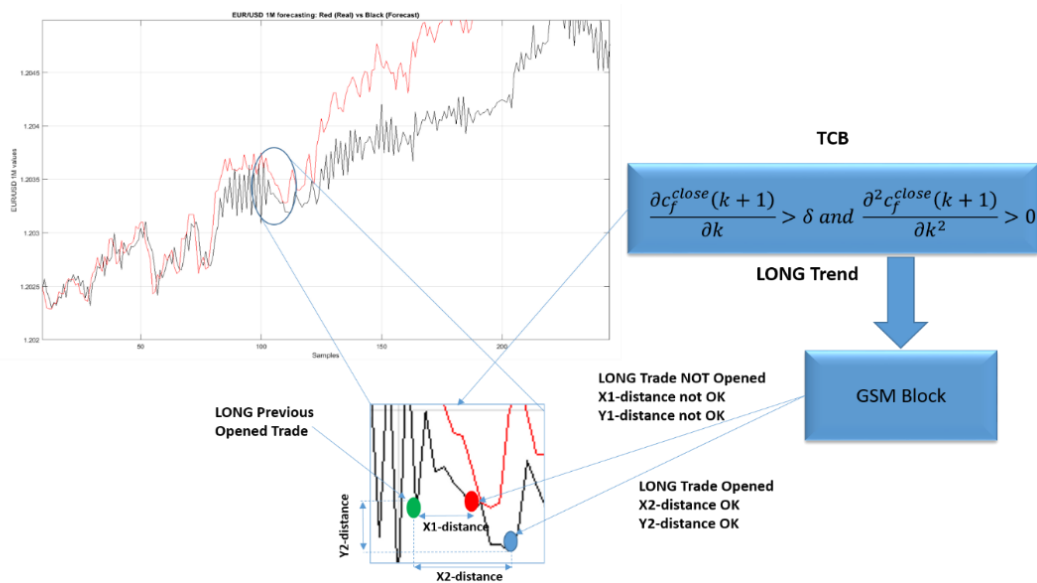 EUR/USD 1M forecasting: Red (Real) vs Black (Forecast)
EUR/USD 1M values
1.2045
1.204
1.2035
1.203
1.2025
1.202
50
100
150
200
Samples
TCB
∂c_f^close(k + 1)/∂k > δ and ∂²c_f^close(k + 1)/∂k² > 0
LONG Trend
GSM Block
LONG Trade NOT Opened
X1-distance not OK
Y1-distance not OK
LONG Previous
Opened Trade
LONG Trade Opened
X2-distance OK
Y2-distance OK
Y2-distance
X1-distance
X2-distance